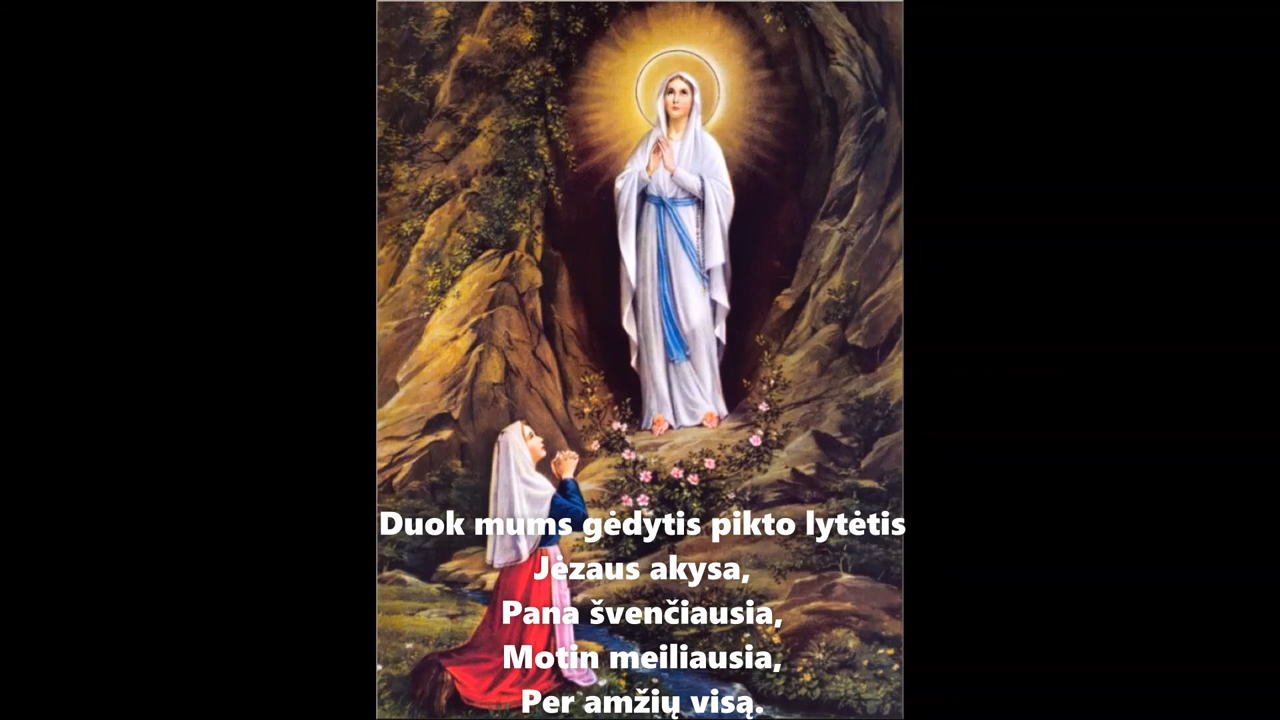 Duok mums gėdytis pikto lytėtis
Jėzaus akysa,
Pana švenčiausia,
Motin meiliausia,
Per amžių visą.